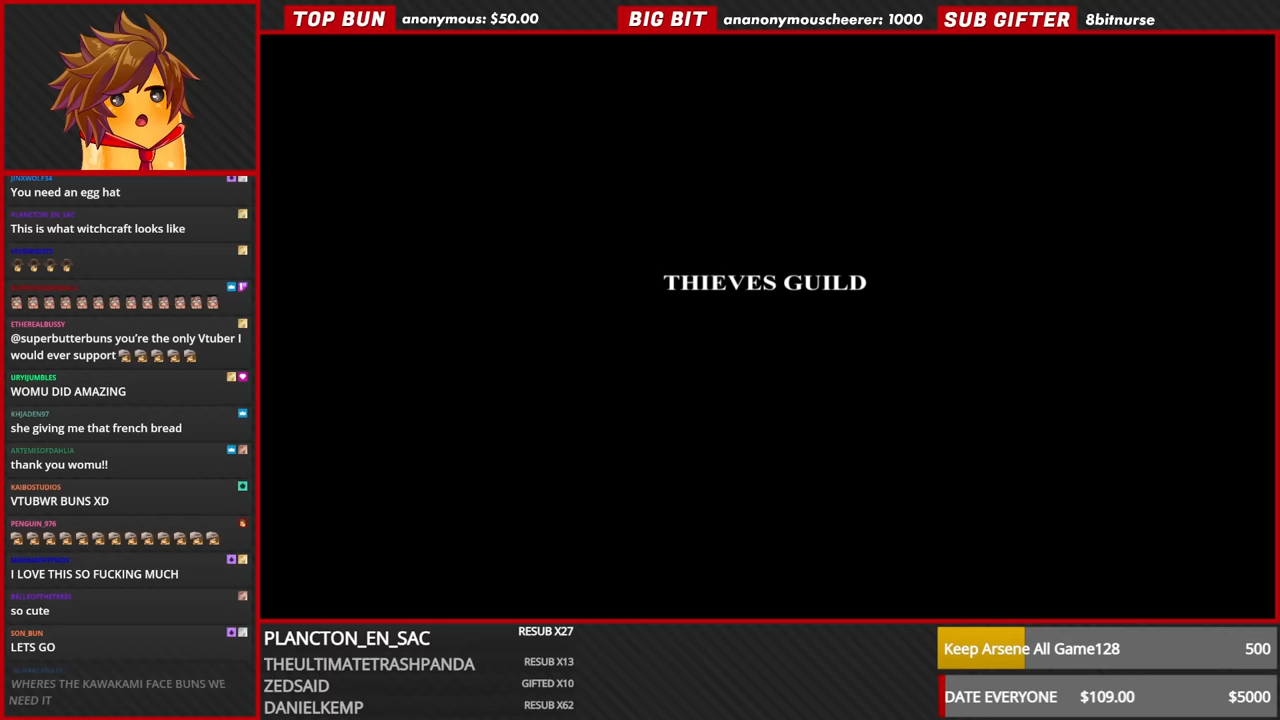 TOP BUN anonymous: $50.00 BIG BIT ananonymouscheerer: 1000 SUB GIFTER 8bitnurse
JINXWOLF34
You need an egg hat
PLANCTON_EN_SAC
This is what witchcraft looks like
ETHEREALBUSSY
@superbutterbuns you're the only Vtuber I
would ever support
URYIJUMBLES
WOMU DID AMAZING
KHJADEN97
she giving me that french bread
ARTEMISOFDAHLIA
thank you womu!!
KAIBOSTUDIOS
VTUBWR BUNS XD
PENGUIN_976
I LOVE THIS SO FUCKING MUCH
so cute
SON_BUN
LETS GO
WHERES THE KAWAKAMI FACE BUNS WE
NEED IT
THIEVES GUILD
PLANCTON_EN_SAC RESUB X27
THEULTIMATETRASHPANDA RESUB X13
ZEDSAID GIFTED X10
DANIELKEMP RESUB X62
Keep Arsene All Game128 500
DATE EVERYONE $109.00 $5000